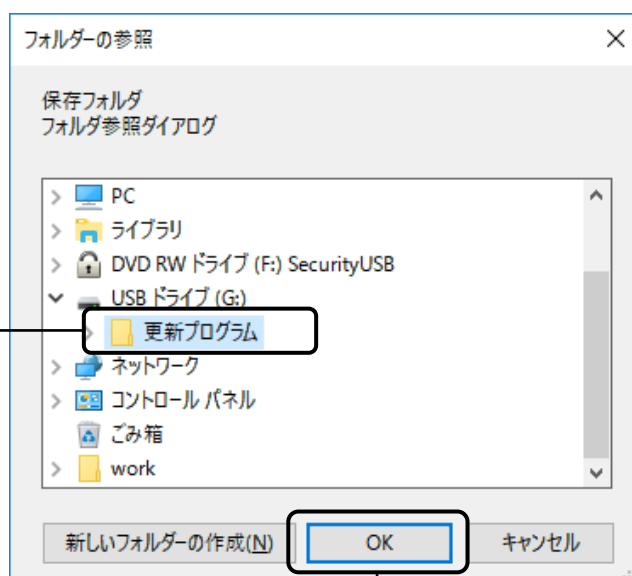 フォルダーの参照
保存フォルダ
フォルダ参照ダイアログ
PC
ライブラリ
DVD RW ドライブ (F:) SecurityUSB
USB ドライブ (G:)
更新プログラム
ネットワーク
コントロール パネル
ごみ箱
work
新しいフォルダーの作成(N) OK キャンセル